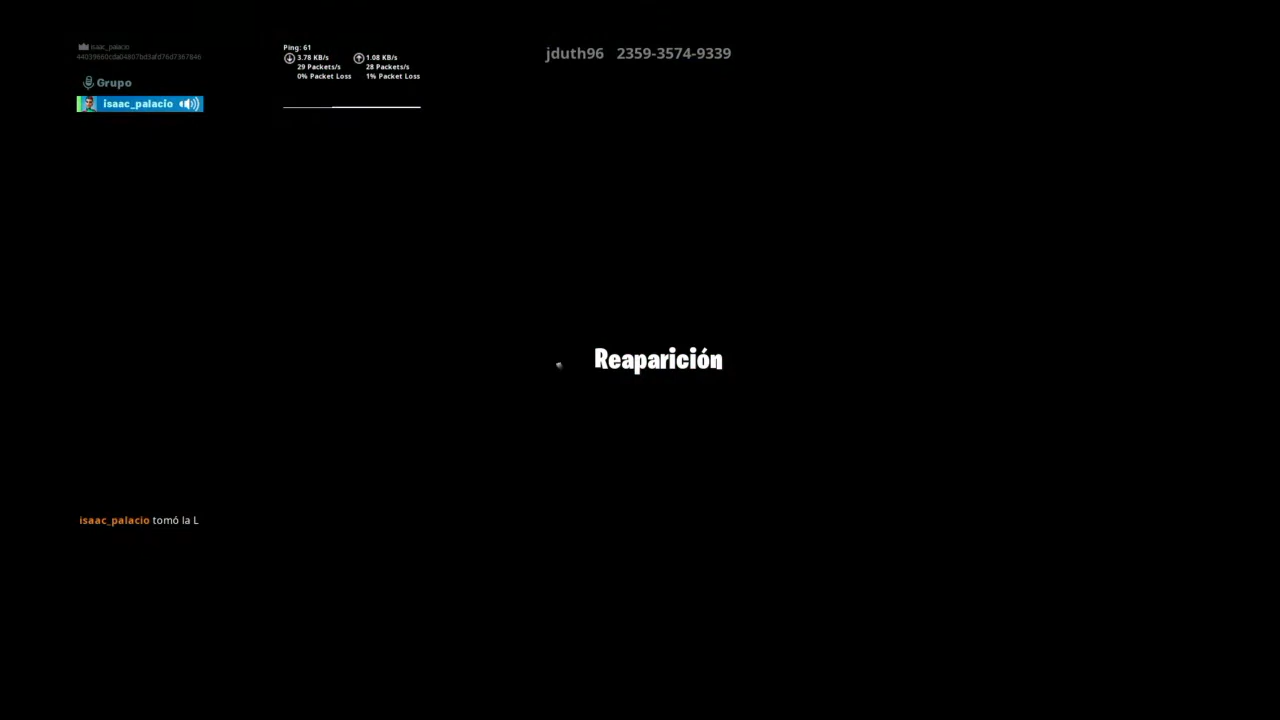 isaac_palacio
Grupo
isaac_palacio
Ping: 61
3.78 KB/s 1.08 KB/s
29 Packets/s 28 Packets/s
0% Packet Loss 1% Packet Loss
jduth96 2359-3574-9339
Reaparición
isaac_palacio tomó la L